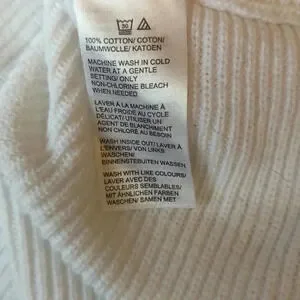 30
100% COTTON/ COTON/
BAUMWOLLE/ KATOEN
MACHINE WASH IN COLD
WATER AT A GENTLE
SETTING/ ONLY
NON-CHLORINE BLEACH
WHEN NEEDED
LAVER À LA MACHINE À
L'EAU FROIDE AU CYCLE
DÉLICAT/ UTILISER UN
AGENT DE BLANCHIMENT
NON CHLORÉ AU BESOIN
WASH INSIDE OUT/ LAVER À
L'ENVERS/ VON LINKS
WASCHEN/
BINNENSTEBUITEN WASSEN
WASH WITH LIKE COLOURS/
LAVER AVEC DES
COULEURS SEMBLABLES/
MIT ÄHNLICHEN FARBEN
WASCHEN/ SAMEN MET